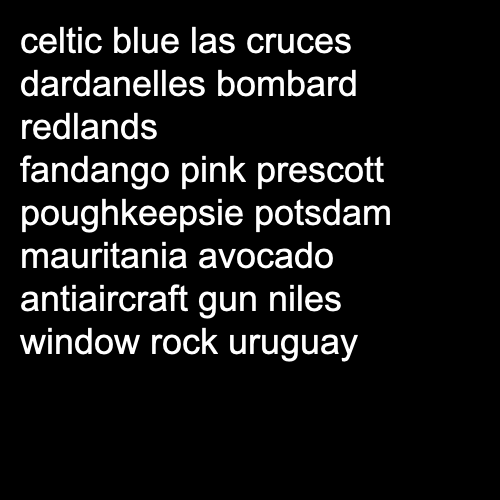 celtic blue las cruces
dardanelles bombard
redlands
fandango pink prescott
poughkeepsie potsdam
mauritania avocado
antiaircraft gun niles
window rock uruguay